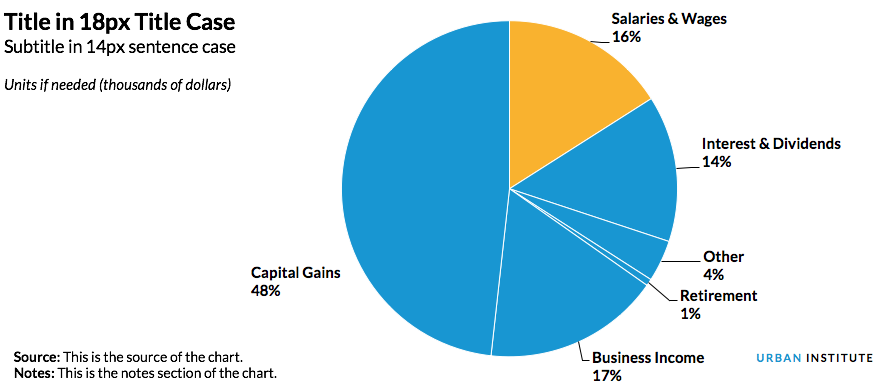 Title in 18px Title Case
Subtitle in 14px sentence case
Units if needed (thousands of dollars)
Salaries & Wages
16%
Interest & Dividends
14%
Other
4%
Retirement
1%
Business Income
17%
Capital Gains
48%
Source: This is the source of the chart.
Notes: This is the notes section of the chart.
URBAN INSTITUTE